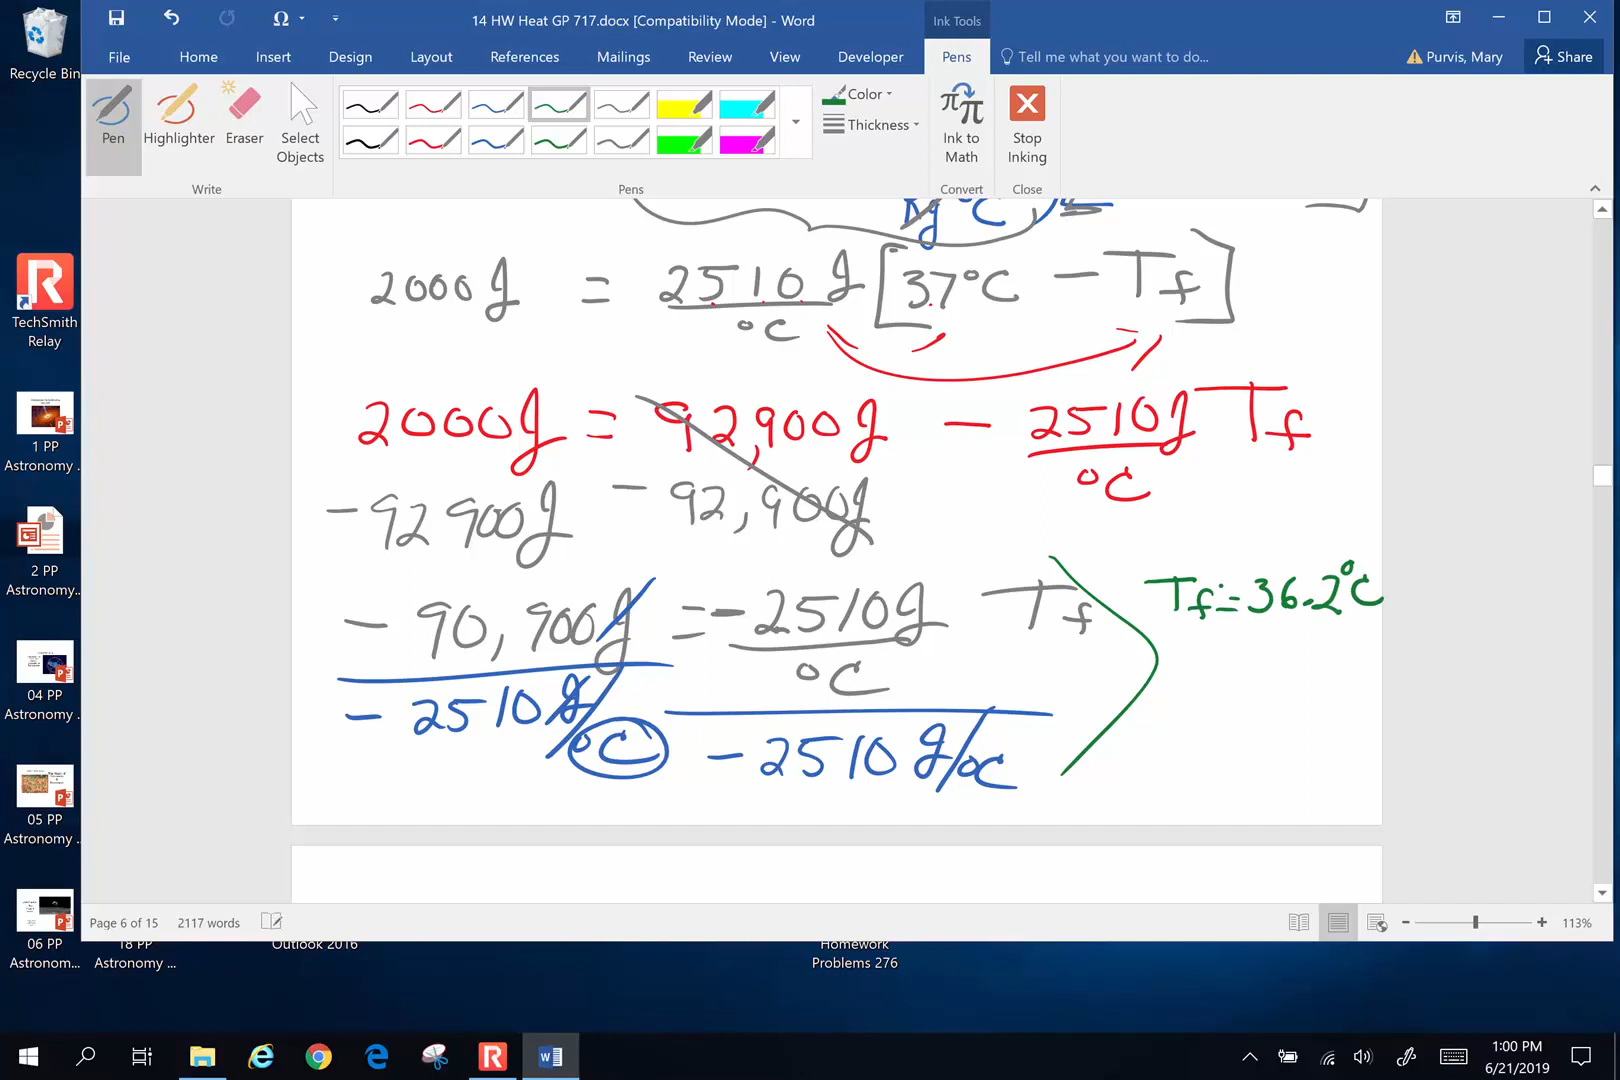 Recycle Bin
TechSmith Relay
1 PP Astronomy ...
2 PP Astronomy...
04 PP Astronomy ...
05 PP Astronomy ...
06 PP Astronom...
18 PP Astronomy ...
Outlook 2016
Homework Problems 276
14 HW Heat GP 717.docx [Compatibility Mode] - Word
Ink Tools
File Home Insert Design Layout References Mailings Review View Developer Pens Tell me what you want to do... Purvis, Mary Share
Pen Highlighter Eraser Select Objects
Color
Thickness
Ink to Math
Stop Inking
Write Pens Convert Close
kg °C
2000 J = 2510 J / °C [37°C - Tf]
2000 J = 92,900 J - 2510 J / °C Tf
-92900 J - 92,900 J
- 90,900 J = -2510 J / °C Tf
- 2510 J/°C - 2510 J/°C
Tf = 36.2°C
Page 6 of 15 2117 words 113%
1:00 PM
6/21/2019